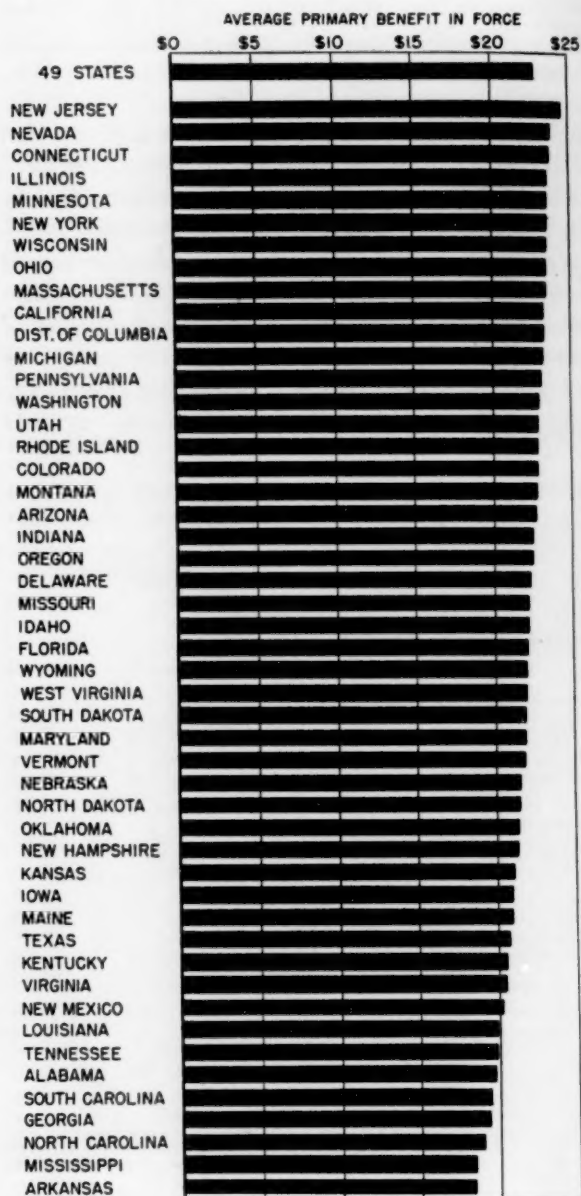 AVERAGE PRIMARY BENEFIT IN FORCE
$0 $5 $10 $15 $20 $25
49 STATES
NEW JERSEY
NEVADA
CONNECTICUT
ILLINOIS
MINNESOTA
NEW YORK
WISCONSIN
OHIO
MASSACHUSETTS
CALIFORNIA
DIST. OF COLUMBIA
MICHIGAN
PENNSYLVANIA
WASHINGTON
UTAH
RHODE ISLAND
COLORADO
MONTANA
ARIZONA
INDIANA
OREGON
DELAWARE
MISSOURI
IDAHO
FLORIDA
WYOMING
WEST VIRGINIA
SOUTH DAKOTA
MARYLAND
VERMONT
NEBRASKA
NORTH DAKOTA
OKLAHOMA
NEW HAMPSHIRE
KANSAS
IOWA
MAINE
TEXAS
KENTUCKY
VIRGINIA
NEW MEXICO
LOUISIANA
TENNESSEE
ALABAMA
SOUTH CAROLINA
GEORGIA
NORTH CAROLINA
MISSISSIPPI
ARKANSAS